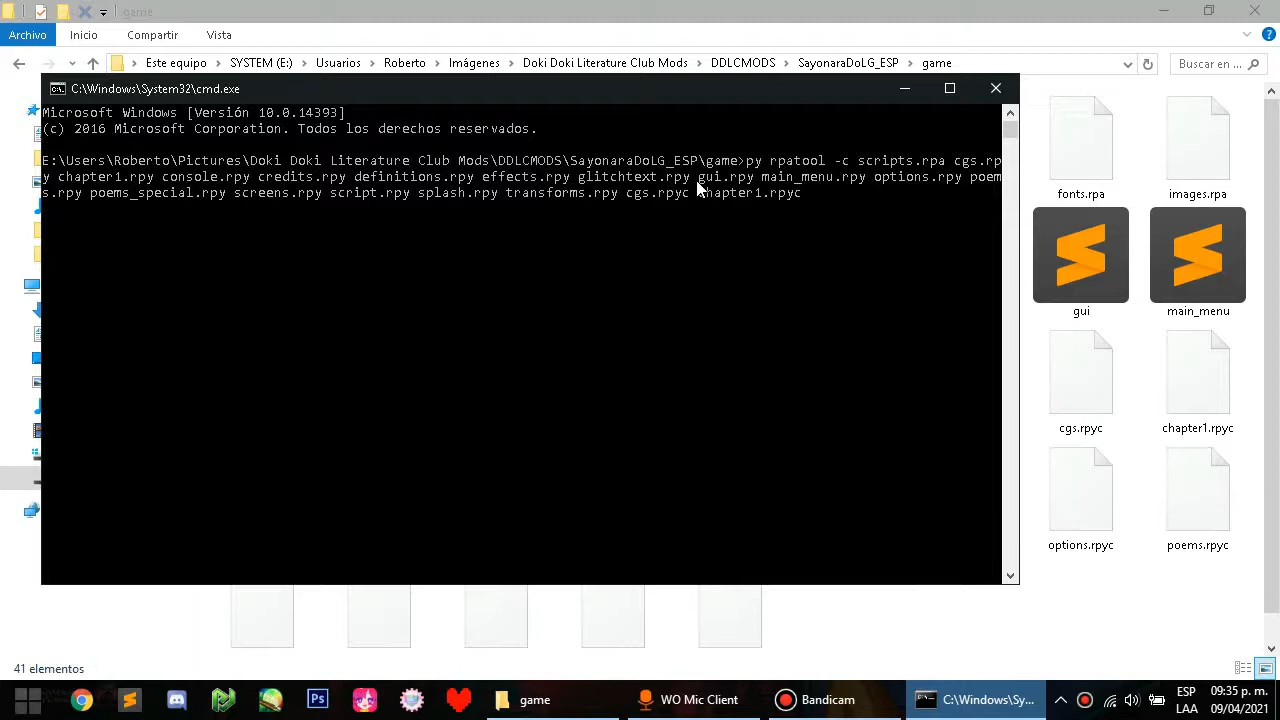 game
Archivo
Inicio
Compartir
Vista
Este equipo
SYSTEM (E:)
Usuarios
Roberto
Imágenes
Doki Doki Literature Club Mods
DDLCMODS
SayonaraDoLG_ESP
game
Buscar en ...
C:\Windows\System32\cmd.exe
Microsoft Windows [Versión 10.0.14393]
(c) 2016 Microsoft Corporation. Todos los derechos reservados.
E:\Users\Roberto\Pictures\Doki Doki Literature Club Mods\DDLCMODS\SayonaraDoLG_ESP\game>py rpatool -c scripts.rpa cgs.rp
y chapter1.rpy console.rpy credits.rpy definitions.rpy effects.rpy glitchtext.rpy gui.rpy main_menu.rpy options.rpy poem
s.rpy poems_special.rpy screens.rpy script.rpy splash.rpy transforms.rpy cgs.rpyc chapter1.rpyc
fonts.rpa
images.rpa
gui
main_menu
cgs.rpyc
chapter1.rpyc
options.rpyc
poems.rpyc
41 elementos
Ps
game
WO Mic Client
Bandicam
C:\Windows\Sy...
ESP
LAA
09:35 p. m.
09/04/2021